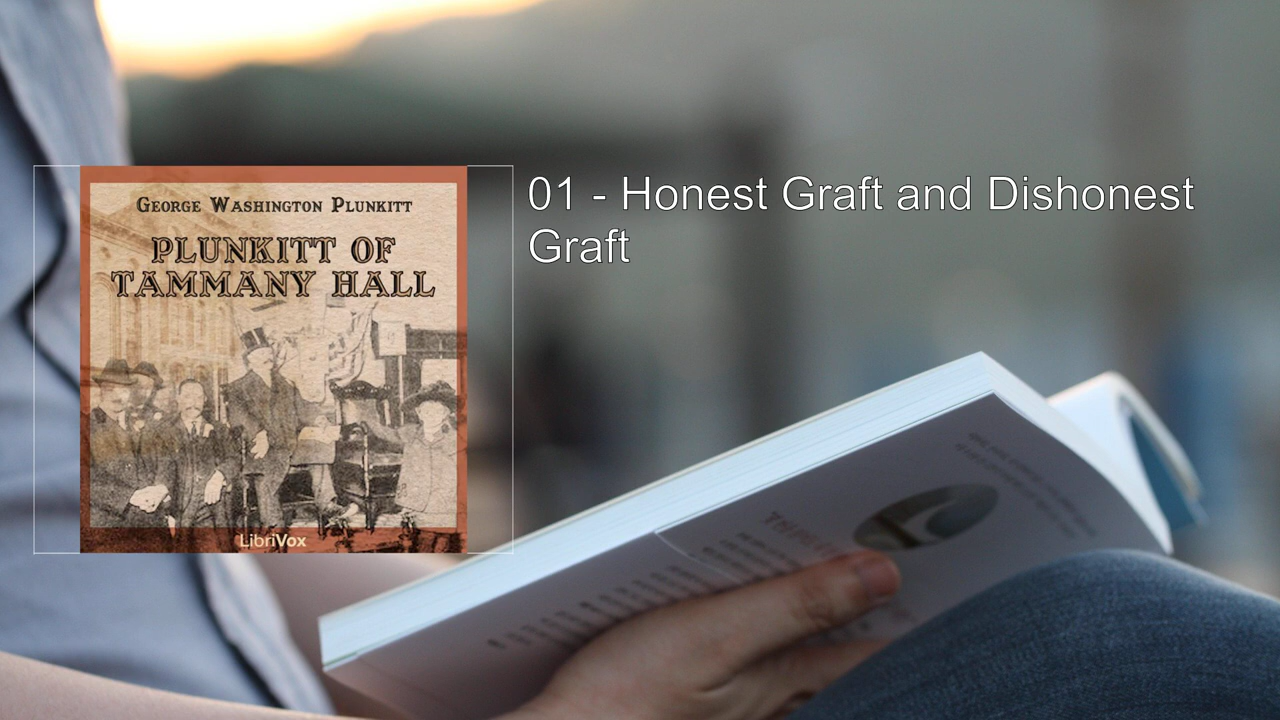 George Washington Plunkitt
Plunkitt of
Tammany Hall
LibriVox
01 - Honest Graft and Dishonest
Graft